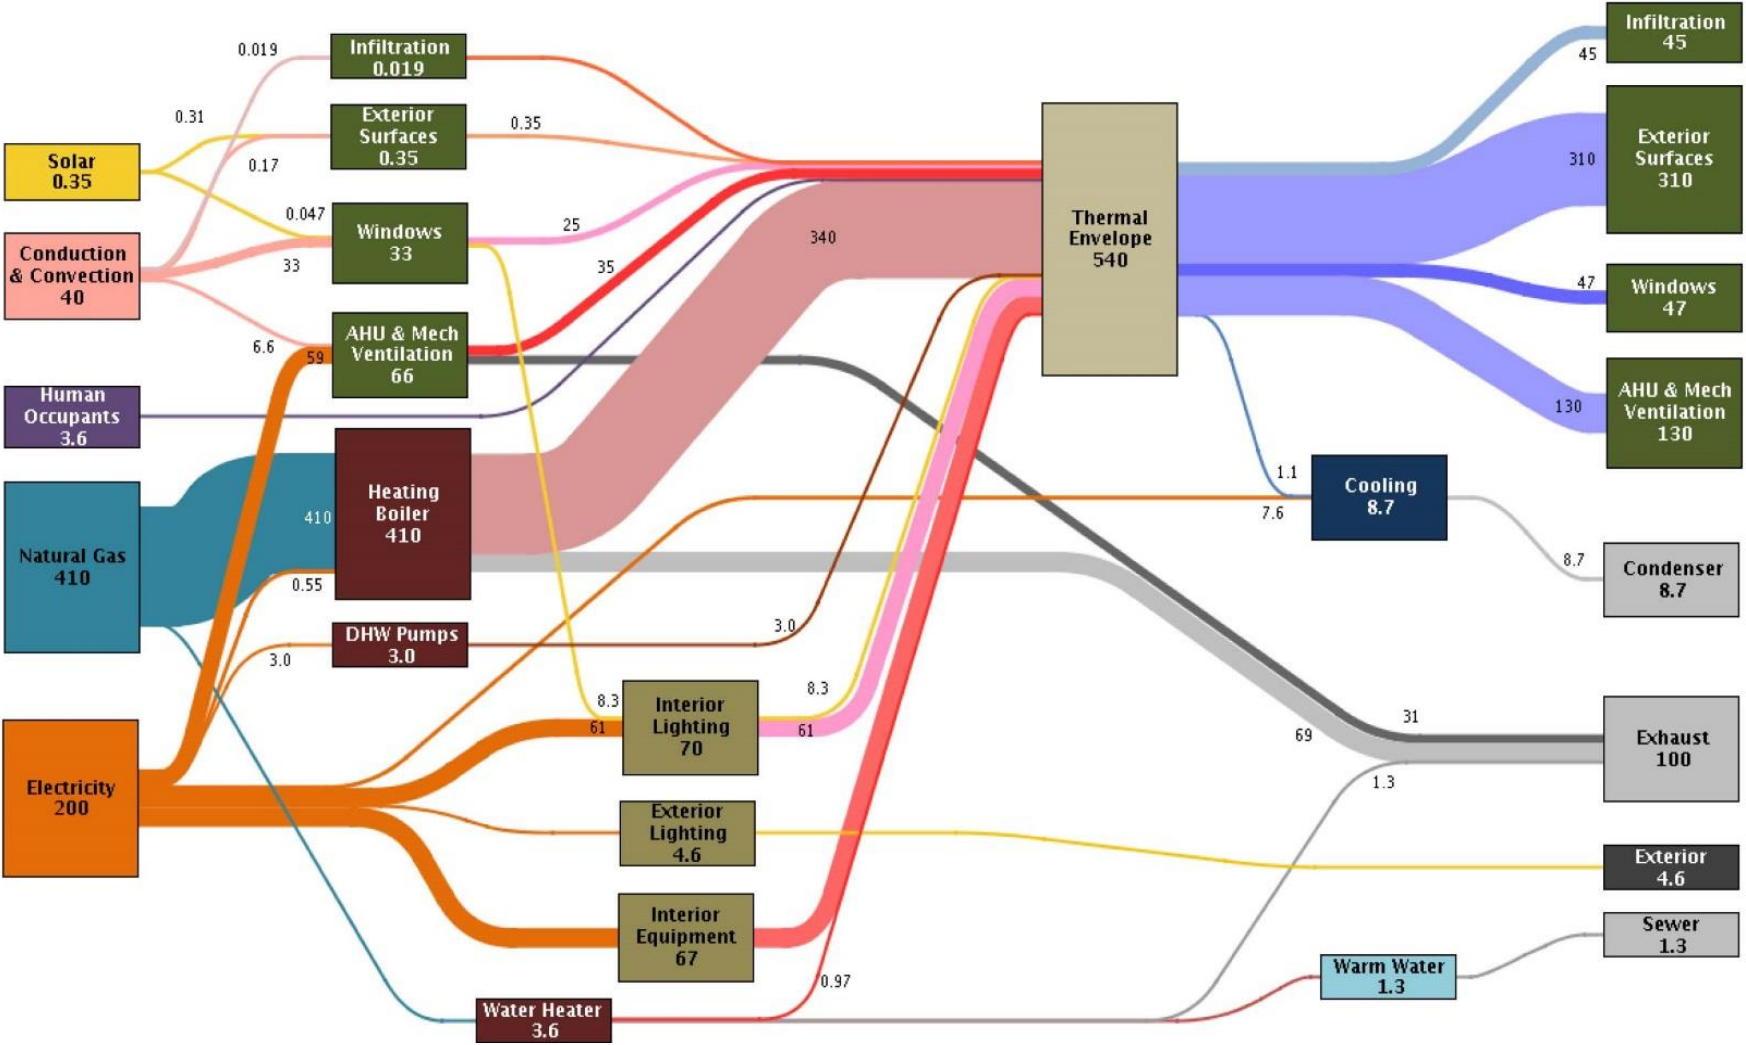 Solar
0.35
Conduction
& Convection
40
Human
Occupants
3.6
Natural Gas
410
Electricity
200
0.019
0.31
0.17
0.047
33
6.6
59
410
0.55
3.0
Infiltration
0.019
Exterior
Surfaces
0.35
Windows
33
AHU & Mech
Ventilation
66
Heating
Boiler
410
DHW Pumps
3.0
Water Heater
3.6
0.35
25
35
340
3.0
8.3
61
Interior
Lighting
70
Exterior
Lighting
4.6
Interior
Equipment
67
8.3
61
0.97
Thermal
Envelope
540
1.1
7.6
Cooling
8.7
31
69
1.3
Warm Water
1.3
45
310
47
130
8.7
Infiltration
45
Exterior
Surfaces
310
Windows
47
AHU & Mech
Ventilation
130
Condenser
8.7
Exhaust
100
Exterior
4.6
Sewer
1.3